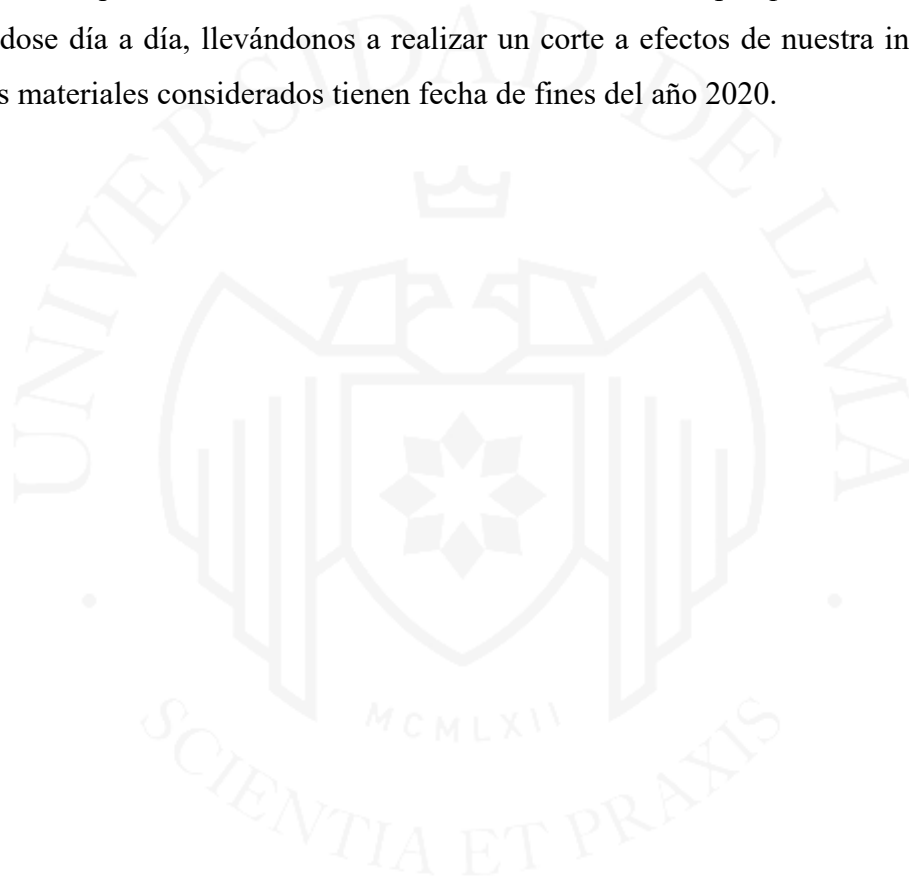 dose día a día, llevándonos a realizar un corte a efectos de nuestra in
s materiales considerados tienen fecha de fines del año 2020.
UNIVERSIDAD DE LIMA
MCMLXII
SCIENTIA ET PRAXIS